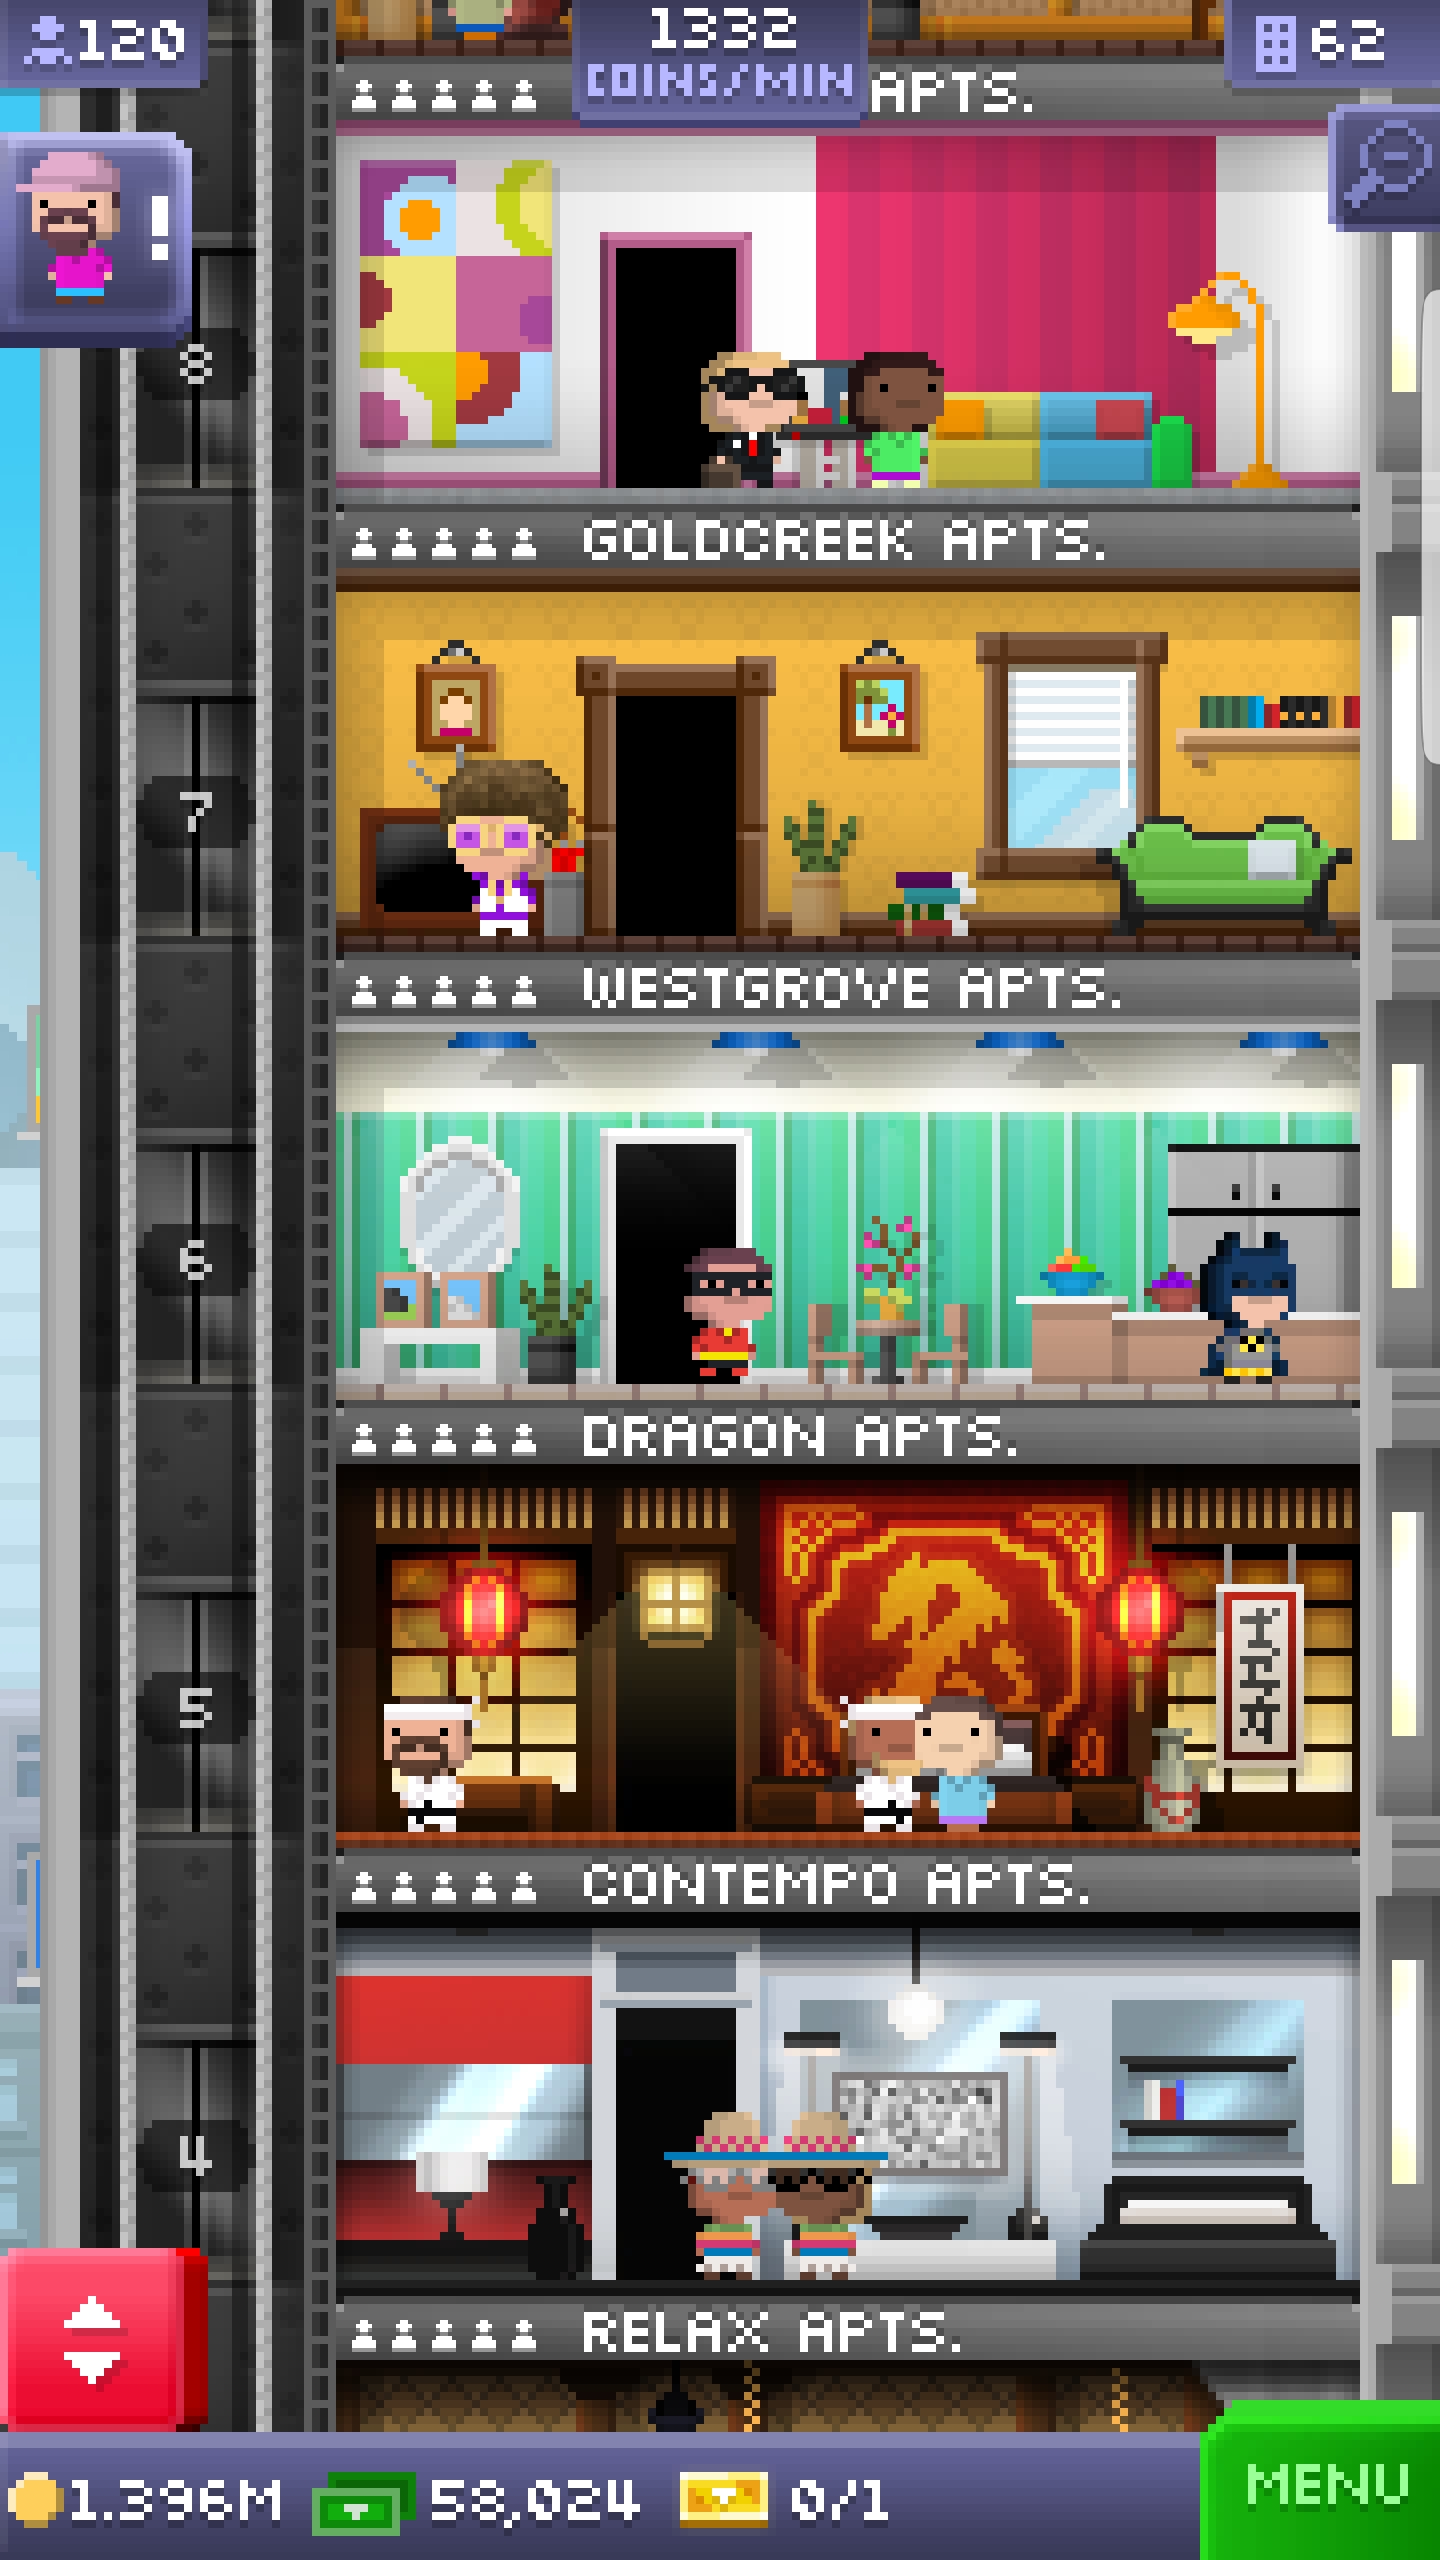 120
1332
COINS/MIN
62
APTS.
!
8
GOLDCREEK APTS.
7
WESTGROVE APTS.
6
DRAGON APTS.
5
CONTEMPO APTS.
4
RELAX APTS.
1.396M
58,024
0/1
MENU